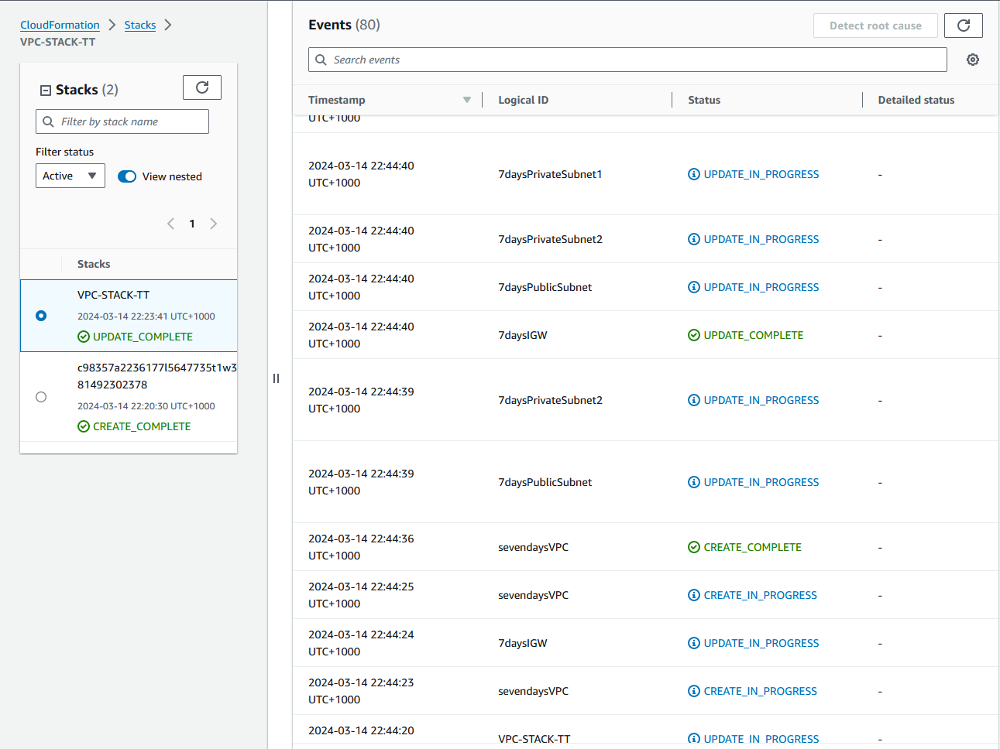 CloudFormation > Stacks >
VPC-STACK-TT
Stacks (2)
Filter by stack name
Filter status
Active
View nested
1
Stacks
VPC-STACK-TT
2024-03-14 22:23:41 UTC+1000
UPDATE_COMPLETE
c98357a2236177l5647735t1w3
81492302378
2024-03-14 22:20:30 UTC+1000
CREATE_COMPLETE
Events (80)
Detect root cause
Search events
Timestamp Logical ID Status Detailed status
UTC+1000
2024-03-14 22:44:40
UTC+1000
7daysPrivateSubnet1 UPDATE_IN_PROGRESS -
2024-03-14 22:44:40
UTC+1000
7daysPrivateSubnet2 UPDATE_IN_PROGRESS -
2024-03-14 22:44:40
UTC+1000
7daysPublicSubnet UPDATE_IN_PROGRESS -
2024-03-14 22:44:40
UTC+1000
7daysIGW UPDATE_COMPLETE -
2024-03-14 22:44:39
UTC+1000
7daysPrivateSubnet2 UPDATE_IN_PROGRESS -
2024-03-14 22:44:39
UTC+1000
7daysPublicSubnet UPDATE_IN_PROGRESS -
2024-03-14 22:44:36
UTC+1000
sevendaysVPC CREATE_COMPLETE -
2024-03-14 22:44:25
UTC+1000
sevendaysVPC CREATE_IN_PROGRESS -
2024-03-14 22:44:24
UTC+1000
7daysIGW UPDATE_IN_PROGRESS -
2024-03-14 22:44:23
UTC+1000
sevendaysVPC CREATE_IN_PROGRESS -
2024-03-14 22:44:20
VPC-STACK-TT UPDATE_IN_PROGRESS -